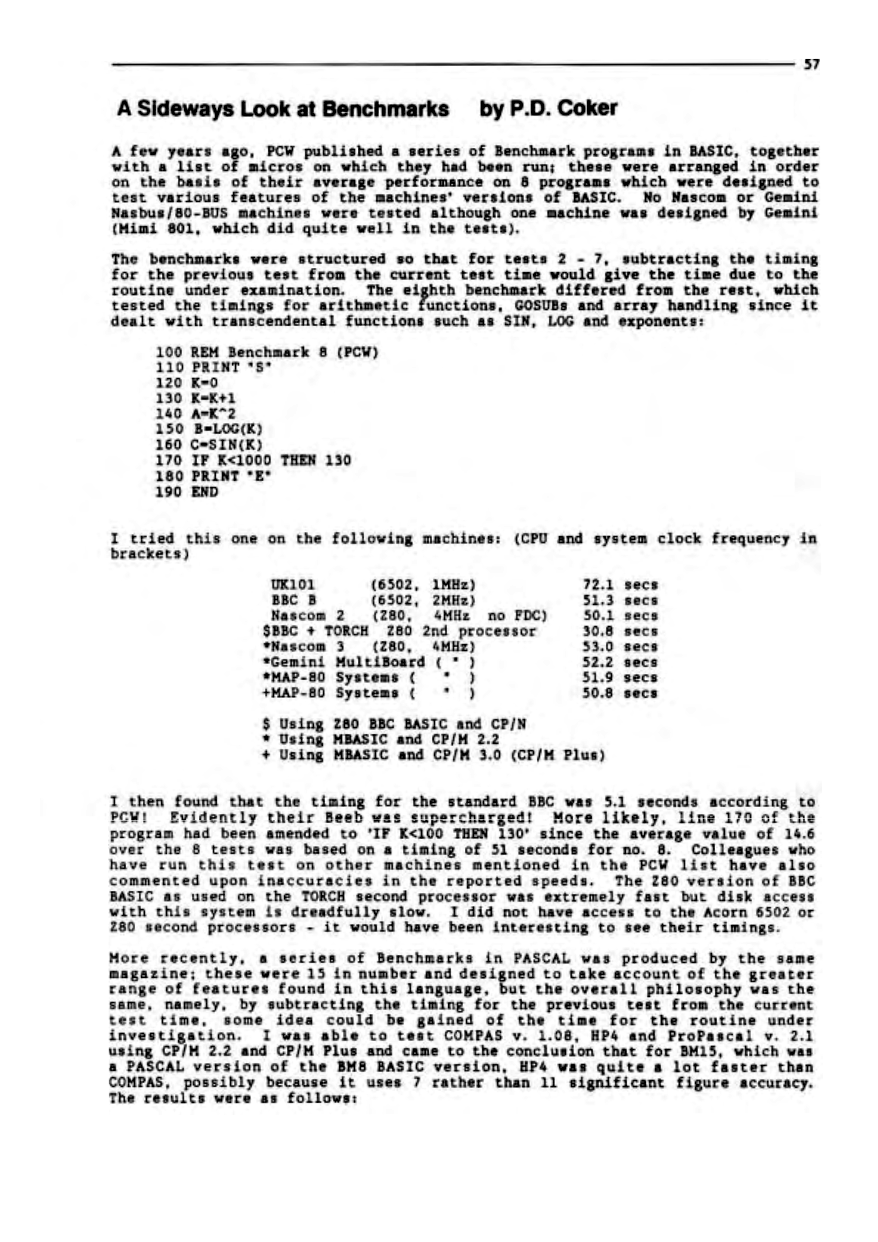 57
A Sideways Look at Benchmarks by P.D. Coker
A few years ago, PCW published a series of Benchmark programs in BASIC, together
with a list of micros on which they had been run; these were arranged in order
on the basis of their average performance on 8 programs which were designed to
test various features of the machines' versions of BASIC. No Nascom or Gemini
Nasbus/80-BUS machines were tested although one machine was designed by Gemini
(Mimi 801, which did quite well in the tests).
The benchmarks were structured so that for tests 2 - 7, subtracting the timing
for the previous test from the current test time would give the time due to the
routine under examination. The eighth benchmark differed from the rest, which
tested the timings for arithmetic functions, GOSUBs and array handling since it
dealt with transcendental functions such as SIN, LOG and exponents:
100 REM Benchmark 8 (PCW)
110 PRINT "S"
120 K=0
130 K=K+1
140 A=K^2
150 B=LOG(K)
160 C=SIN(K)
170 IF K<1000 THEN 130
180 PRINT "E"
190 END
I tried this one on the following machines: (CPU and system clock frequency in
brackets)
UK101 (6502, 1MHz) 72.1 secs
BBC B (6502, 2MHz) 51.3 secs
Nascom 2 (Z80, 4MHz no FDC) 50.1 secs
$BBC + TORCH Z80 2nd processor 30.8 secs
*Nascom 3 (Z80, 4MHz) 53.0 secs
*Gemini MultiBoard ( " ) 52.2 secs
*MAP-80 Systems ( " ) 51.9 secs
+MAP-80 Systems ( " ) 50.8 secs
$ Using Z80 BBC BASIC and CP/N
* Using MBASIC and CP/M 2.2
+ Using MBASIC and CP/M 3.0 (CP/M Plus)
I then found that the timing for the standard BBC was 5.1 seconds according to
PCW! Evidently their Beeb was supercharged! More likely, line 170 of the
program had been amended to 'IF K<100 THEN 130' since the average value of 14.6
over the 8 tests was based on a timing of 51 seconds for no. 8. Colleagues who
have run this test on other machines mentioned in the PCW list have also
commented upon inaccuracies in the reported speeds. The Z80 version of BBC
BASIC as used on the TORCH second processor was extremely fast but disk access
with this system is dreadfully slow. I did not have access to the Acorn 6502 or
Z80 second processors - it would have been interesting to see their timings.
More recently, a series of Benchmarks in PASCAL was produced by the same
magazine; these were 15 in number and designed to take account of the greater
range of features found in this language, but the overall philosophy was the
same, namely, by subtracting the timing for the previous test from the current
test time, some idea could be gained of the time for the routine under
investigation. I was able to test COMPAS v. 1.08, HP4 and ProPascal v. 2.1
using CP/M 2.2 and CP/M Plus and came to the conclusion that for BM15, which was
a PASCAL version of the BM8 BASIC version, HP4 was quite a lot faster than
COMPAS, possibly because it uses 7 rather than 11 significant figure accuracy.
The results were as follows: